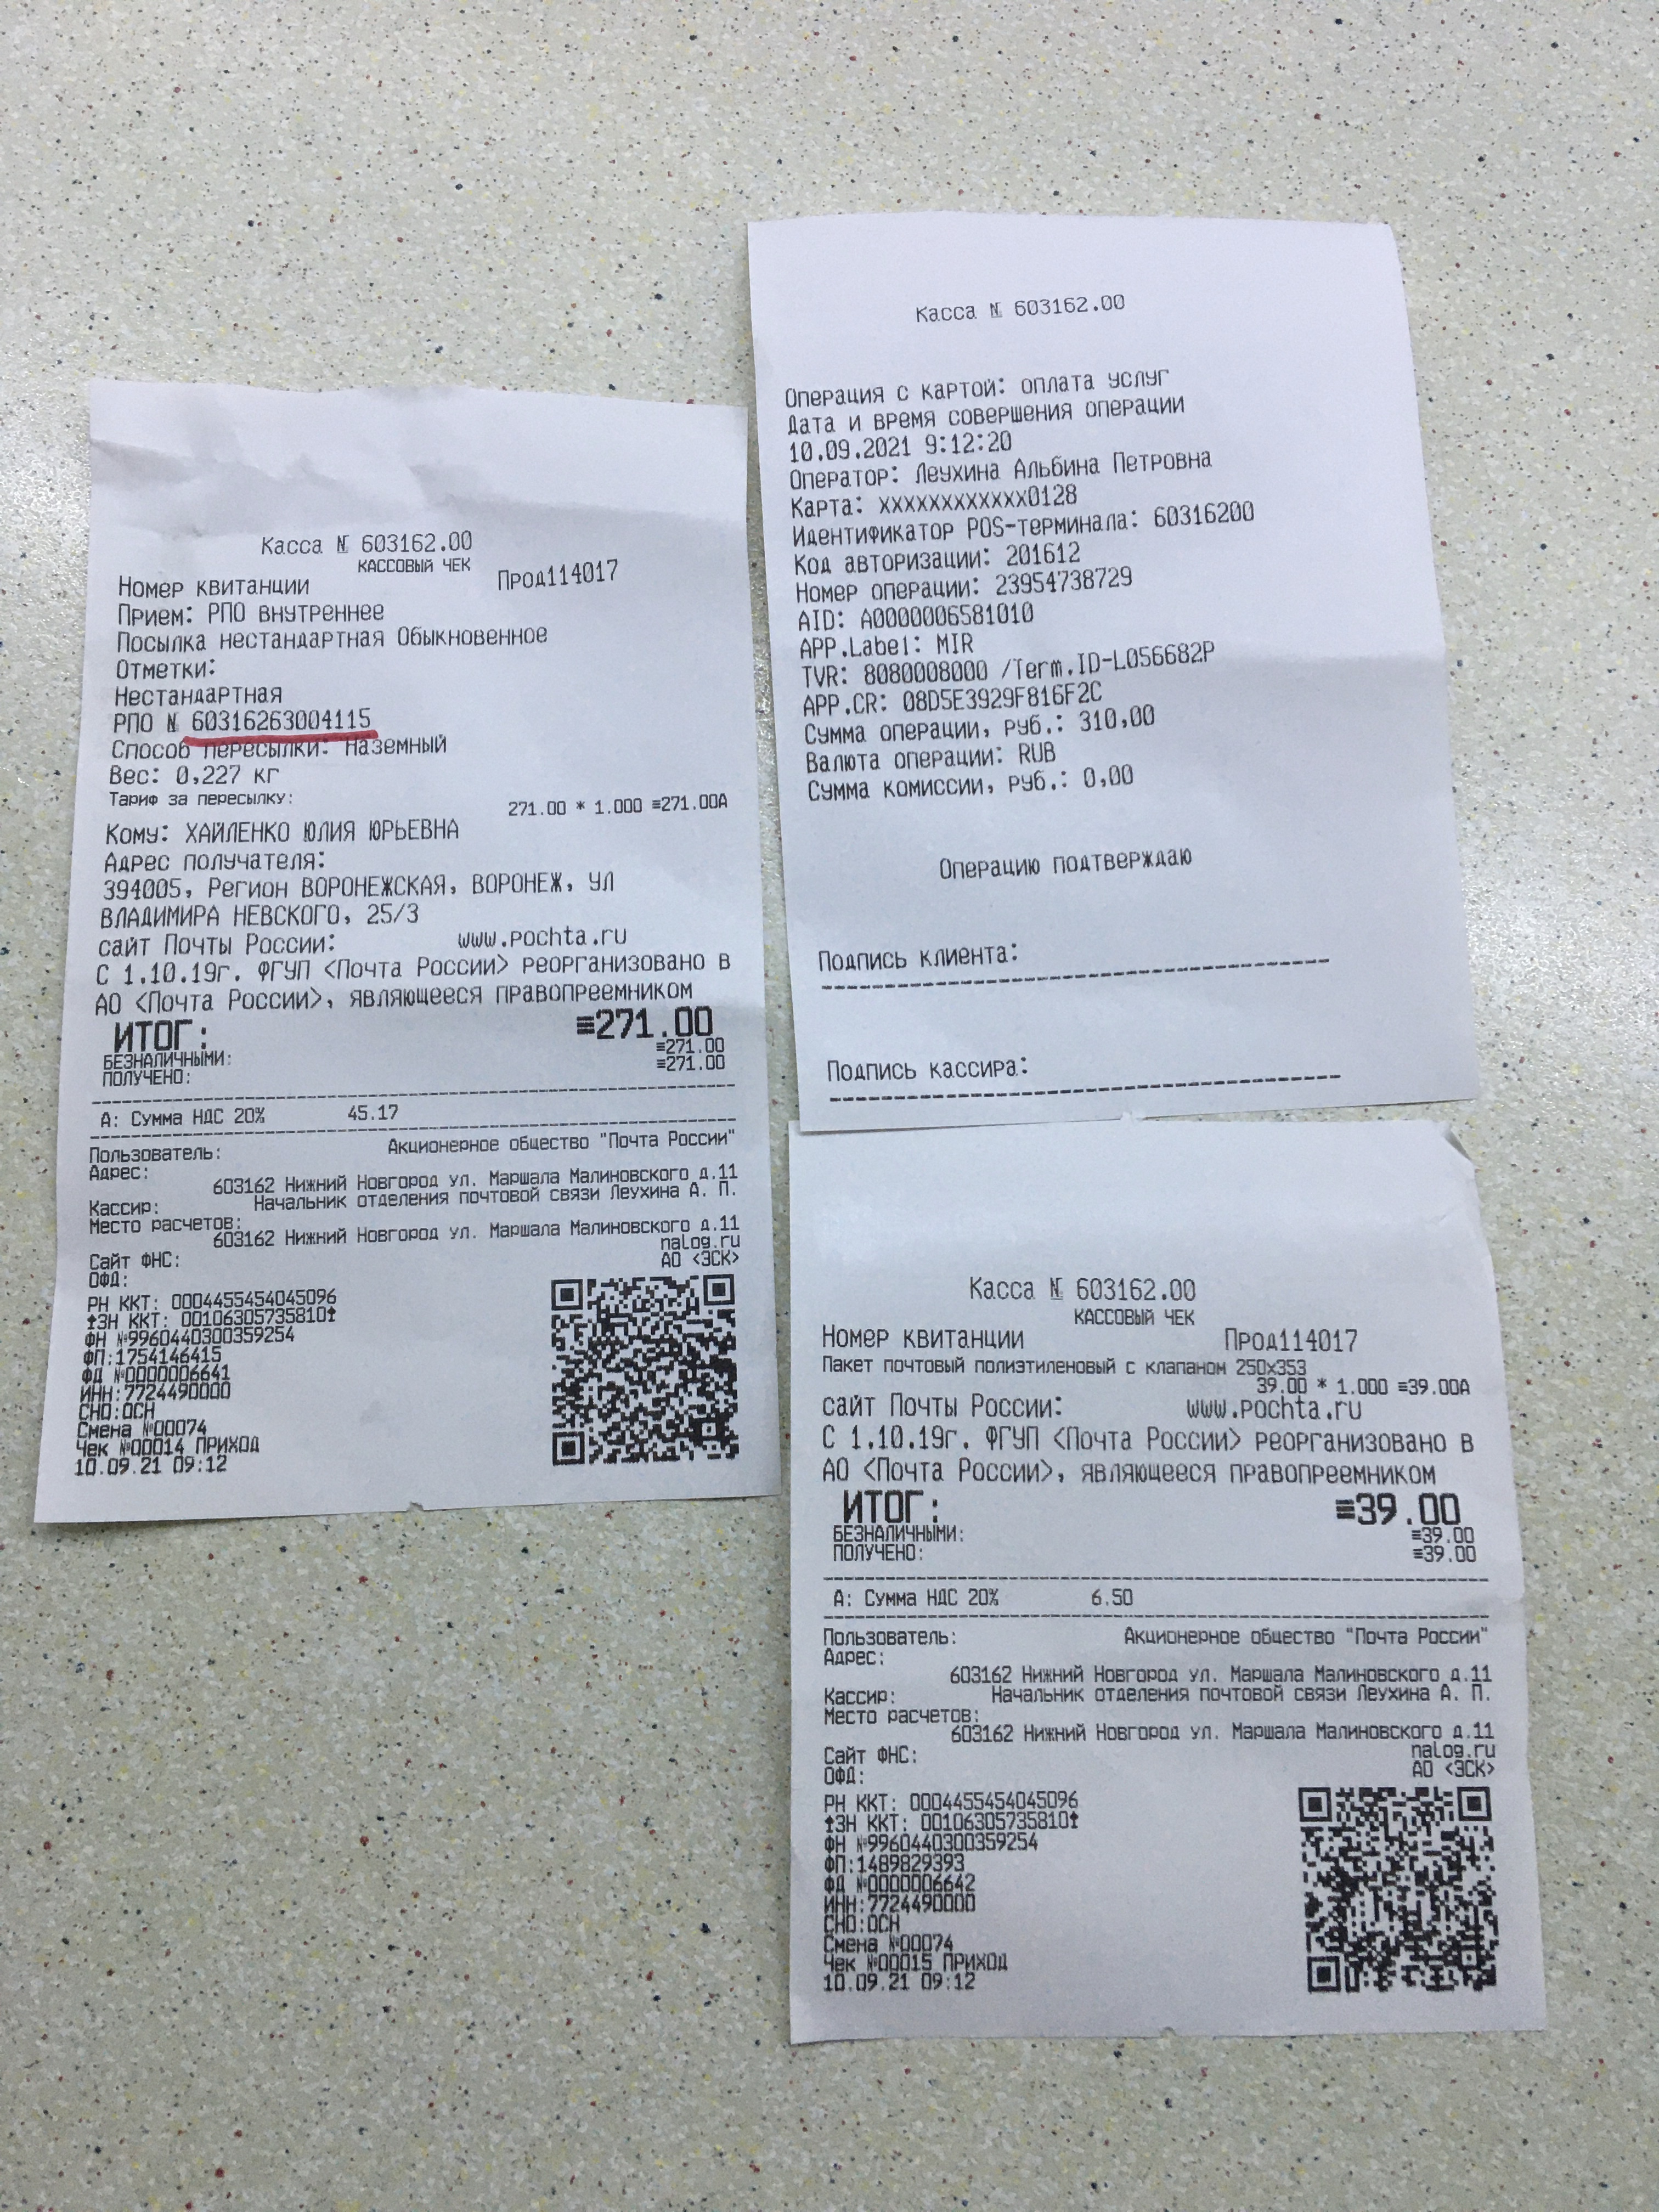 Касса № 603162.00
КАССОВЫЙ ЧЕК
Номер квитанции Прод114017
Прием: РПО внутреннее
Посылка нестандартная Обыкновенное
Отметки:
Нестандартная
РПО № 60316263004115
Способ пересылки: Наземный
Вес: 0,227 кг
Тариф за пересылку:
271.00 * 1.000 ≡271.00А
Кому: ХАЙЛЕНКО ЮЛИЯ ЮРЬЕВНА
Адрес получателя:
394005, Регион ВОРОНЕЖСКАЯ, ВОРОНЕЖ, УЛ
ВЛАДИМИРА НЕВСКОГО, 25/3
сайт Почты России: www.pochta.ru
С 1.10.19г. ФГУП <Почта России> реорганизовано в
АО <Почта России>, являющееся правопреемником
ИТОГ: ≡271.00
БЕЗНАЛИЧНЫМИ: ≡271.00
ПОЛУЧЕНО: ≡271.00
А: Сумма НДС 20% 45.17
Пользователь: Акционерное общество "Почта России"
Адрес:
603162 Нижний Новгород ул. Маршала Малиновского д.11
Кассир: Начальник отделения почтовой связи Леухина А. П.
Место расчетов:
603162 Нижний Новгород ул. Маршала Малиновского д.11
Сайт ФНС: nalog.ru
ОФД: АО <ЭСК>
РН ККТ: 0004455454045096
↑ЗН ККТ: 00106305735810↑
ФН №9960440300359254
ФП:1754146415
ФД №0000006641
ИНН:7724490000
СНО:ОСН
Смена №00074
Чек №00014 ПРИХОД
10.09.21 09:12
Касса № 603162.00
Операция с картой: оплата услуг
Дата и время совершения операции
10.09.2021 9:12:20
Оператор: Леухина Альбина Петровна
Карта: XXXXXXXXXXXX0128
Идентификатор POS-терминала: 60316200
Код авторизации: 201612
Номер операции: 23954738729
AID: A0000006581010
APP.Label: MIR
TVR: 8080008000 /Term.ID-L056682P
APP.CR: 08D5E3929F816F2C
Сумма операции, руб.: 310,00
Валюта операции: RUB
Сумма комиссии, руб.: 0,00
Операцию подтверждаю
Подпись клиента:
Подпись кассира:
Касса № 603162.00
КАССОВЫЙ ЧЕК
Номер квитанции Прод114017
Пакет почтовый полиэтиленовый с клапаном 250x353
39.00 * 1.000 ≡39.00А
сайт Почты России: www.pochta.ru
С 1.10.19г. ФГУП <Почта России> реорганизовано в
АО <Почта России>, являющееся правопреемником
ИТОГ: ≡39.00
БЕЗНАЛИЧНЫМИ: ≡39.00
ПОЛУЧЕНО: ≡39.00
А: Сумма НДС 20% 6.50
Пользователь: Акционерное общество "Почта России"
Адрес:
603162 Нижний Новгород ул. Маршала Малиновского д.11
Кассир: Начальник отделения почтовой связи Леухина А. П.
Место расчетов:
603162 Нижний Новгород ул. Маршала Малиновского д.11
Сайт ФНС: nalog.ru
ОФД: АО <ЭСК>
РН ККТ: 0004455454045096
↑ЗН ККТ: 00106305735810↑
ФН №9960440300359254
ФП:1489829393
ФД №0000006642
ИНН:7724490000
СНО:ОСН
Смена №00074
Чек №00015 ПРИХОД
10.09.21 09:12